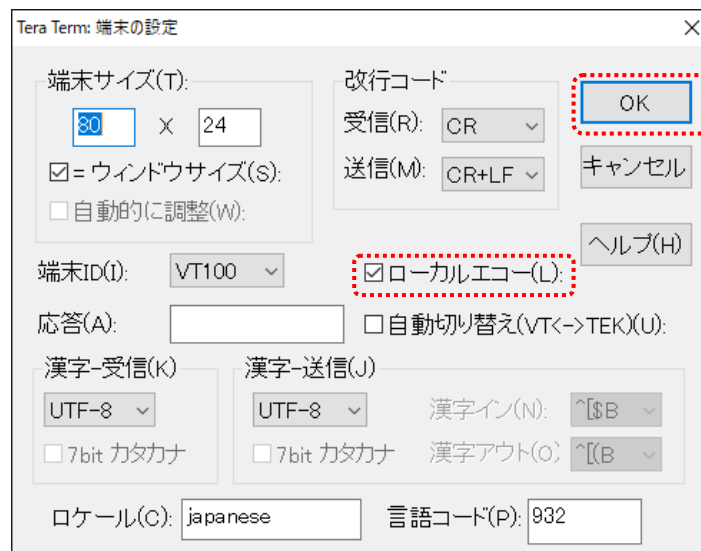 Tera Term: 端末の設定
端末サイズ(T):
80 X 24
☑= ウィンドウサイズ(S):
自動的に調整(W):
改行コード
受信(R): CR
送信(M): CR+LF
OK
キャンセル
ヘルプ(H)
端末ID(I): VT100
☑ローカルエコー(L):
応答(A):
自動切り替え(VT<->TEK)(U):
漢字-受信(K)
UTF-8
7bit カタカナ
漢字-送信(J)
UTF-8
7bit カタカナ
漢字イン(N): ^[$B
漢字アウト(O) ^[(B
ロケール(C): japanese
言語コード(P): 932